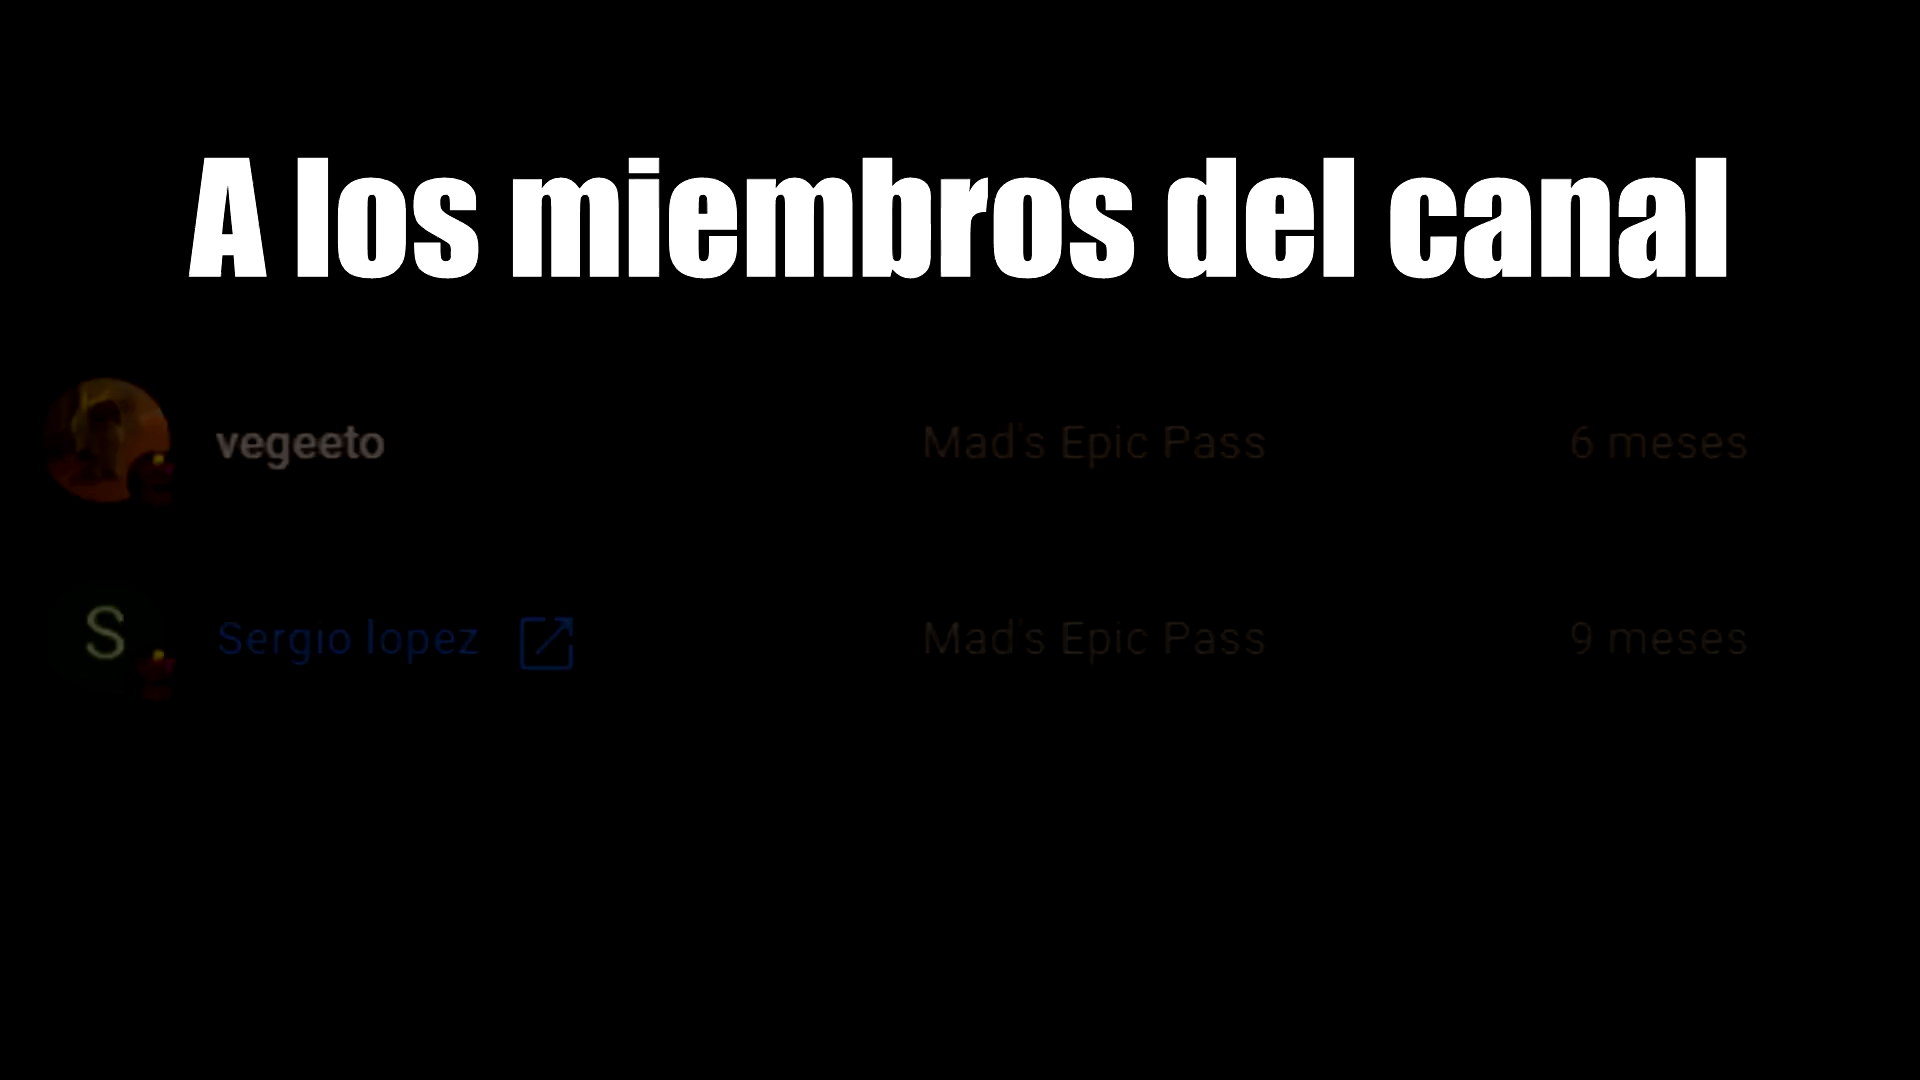 A los miembros del canal
vegeeto Mad's Epic Pass 6 meses
S Sergio lopez Mad's Epic Pass 9 meses